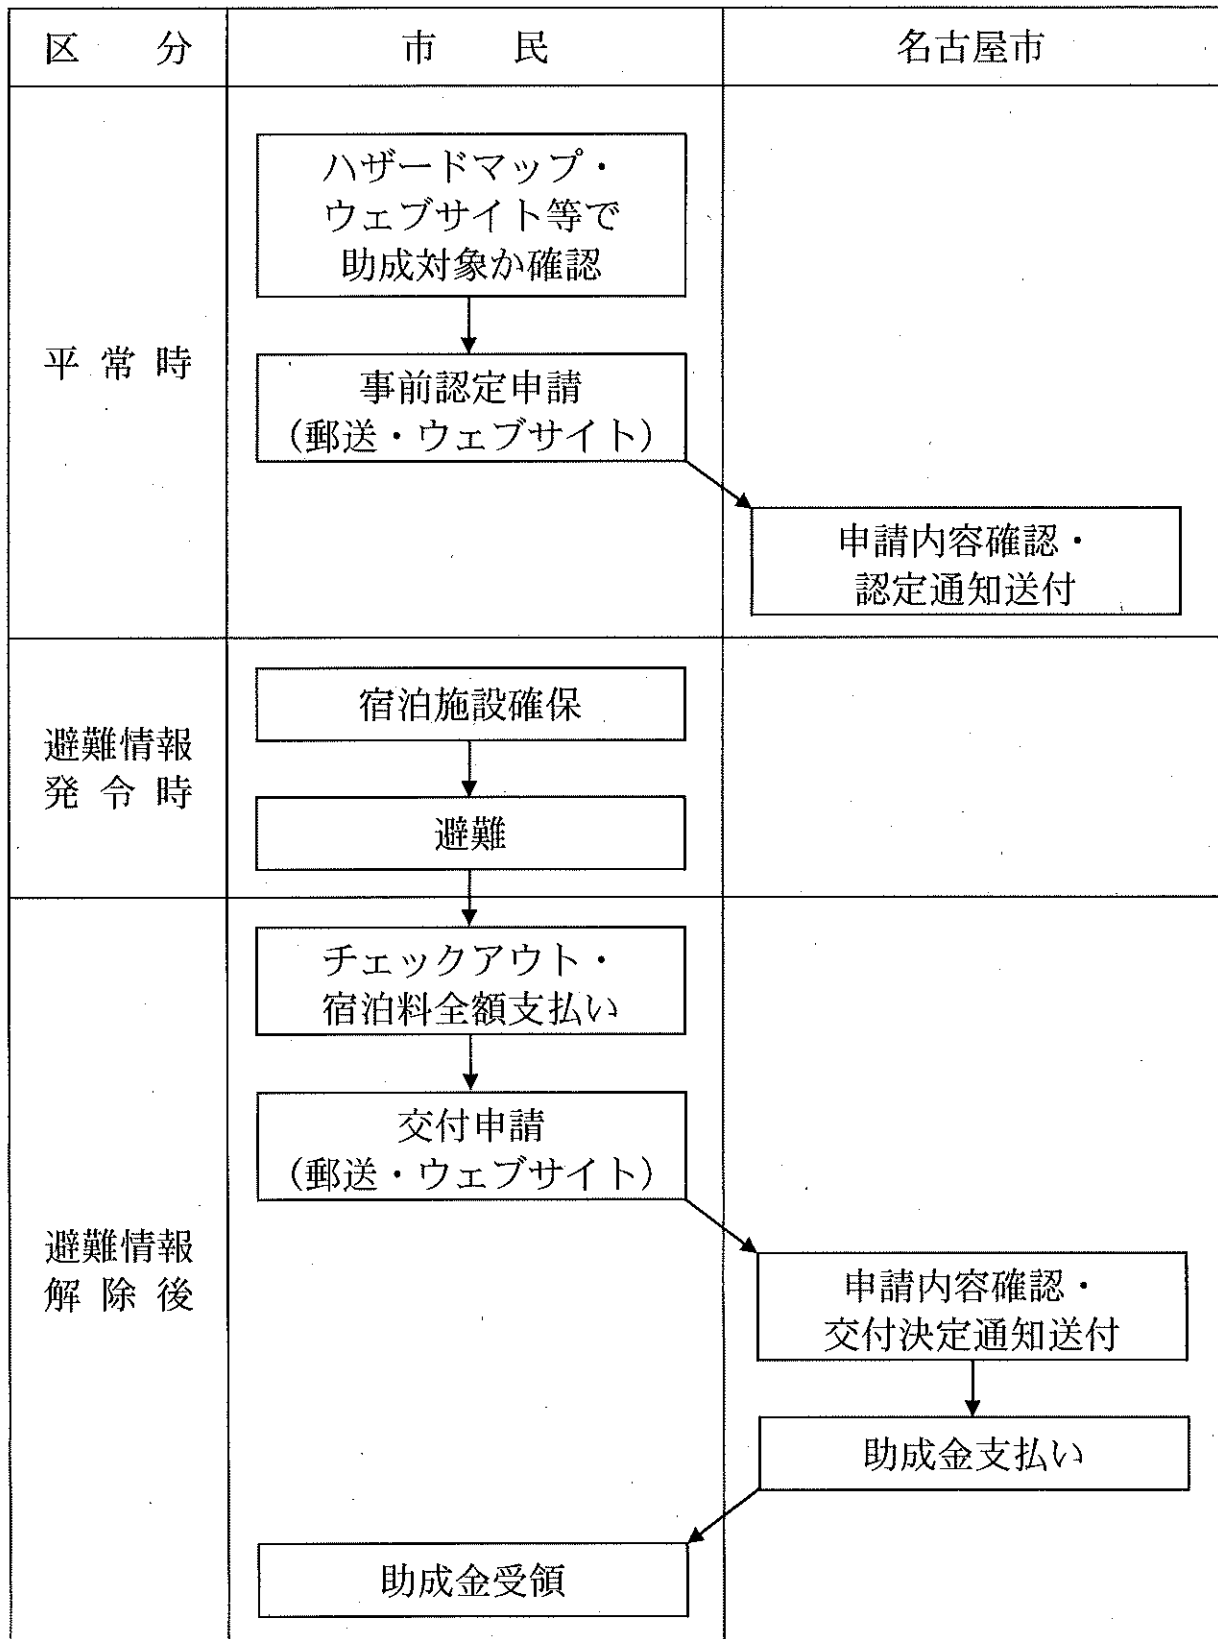 区 分
市 民
名古屋市
平常時
ハザードマップ・
ウェブサイト等で
助成対象か確認
事前認定申請
(郵送・ウェブサイト)
申請内容確認・
認定通知送付
避難情報
発令時
宿泊施設確保
避難
避難情報
解除後
チェックアウト・
宿泊料全額支払い
交付申請
(郵送・ウェブサイト)
申請内容確認・
交付決定通知送付
助成金支払い
助成金受領